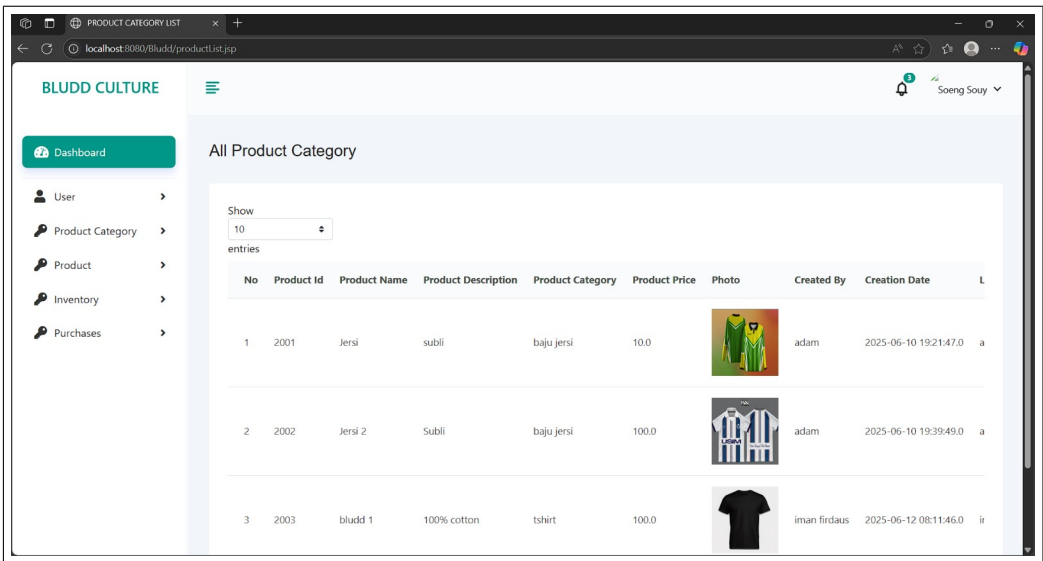 PRODUCT CATEGORY LIST
localhost:8080/Bludd/productList.jsp
BLUDD CULTURE
3
Soeng Souy
Dashboard
User
Product Category
Product
Inventory
Purchases
All Product Category
Show
10
entries
No Product Id Product Name Product Description Product Category Product Price Photo Created By Creation Date L
1 2001 Jersi subli baju jersi 10.0 adam 2025-06-10 19:21:47.0 a
2 2002 Jersi 2 Subli baju jersi 100.0 USIM adam 2025-06-10 19:39:49.0 a
3 2003 bludd 1 100% cotton tshirt 100.0 iman firdaus 2025-06-12 08:11:46.0 ir